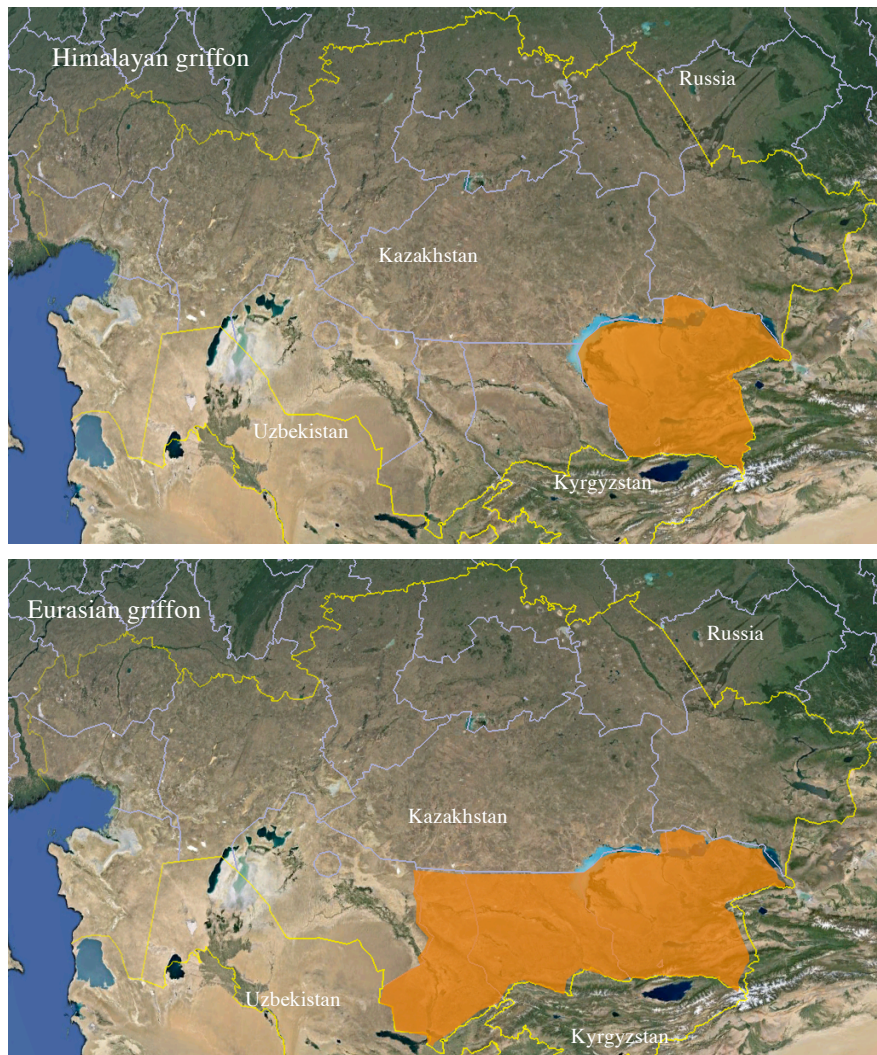 Himalayan griffon
Russia
Kazakhstan
Uzbekistan
Kyrgyzstan
Eurasian griffon
Russia
Kazakhstan
Uzbekistan
Kyrgyzstan